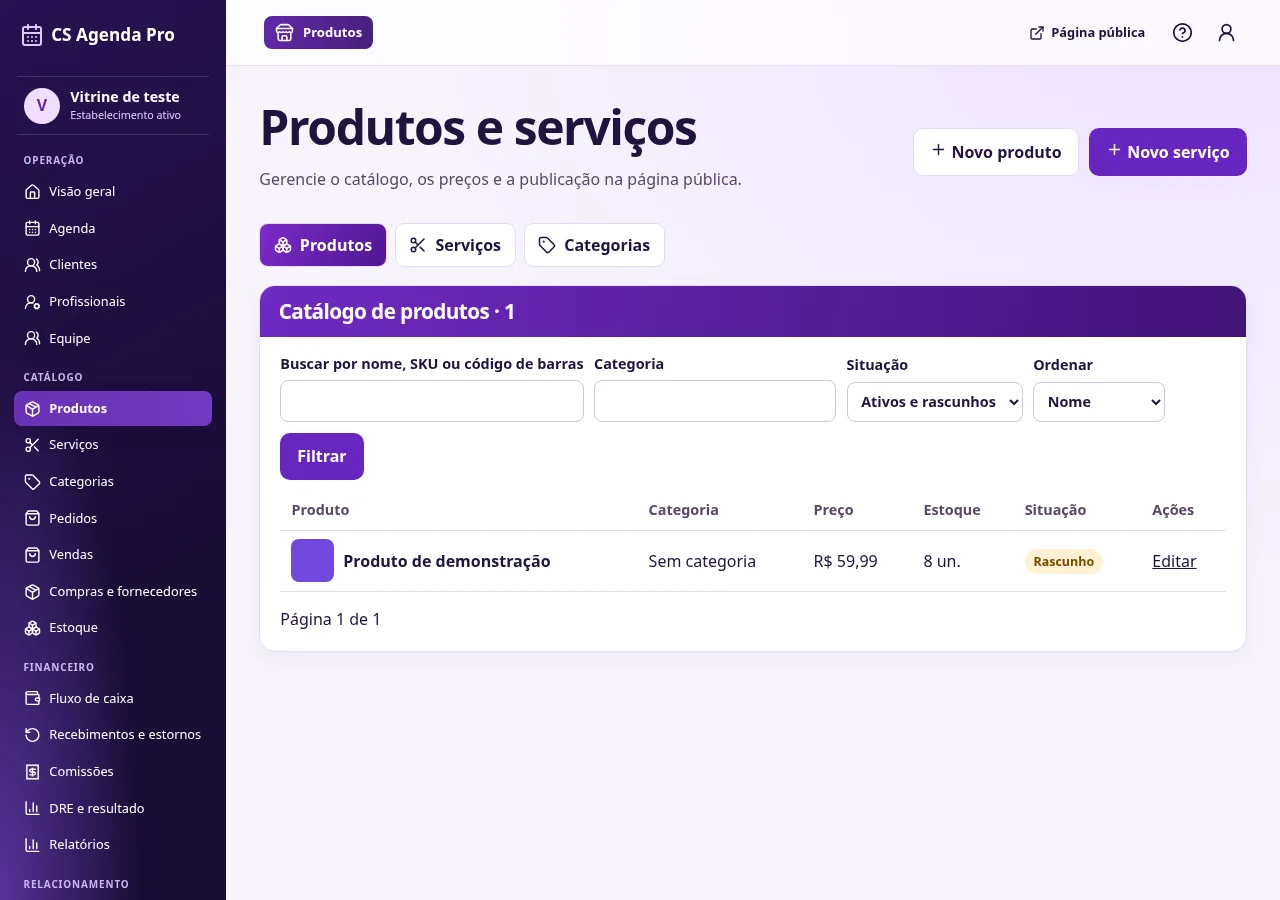 CS Agenda Pro
V
Vitrine de teste
Estabelecimento ativo
OPERAÇÃO
Visão geral
Agenda
Clientes
Profissionais
Equipe
CATÁLOGO
Produtos
Serviços
Categorias
Pedidos
Vendas
Compras e fornecedores
Estoque
FINANCEIRO
Fluxo de caixa
Recebimentos e estornos
Comissões
DRE e resultado
Relatórios
RELACIONAMENTO
Produtos
Página pública
Produtos e serviços
Gerencie o catálogo, os preços e a publicação na página pública.
+ Novo produto
+ Novo serviço
Produtos
Serviços
Categorias
Catálogo de produtos · 1
Buscar por nome, SKU ou código de barras
Categoria
Situação
Ordenar
Ativos e rascunhos
Nome
Filtrar
Produto Categoria Preço Estoque Situação Ações
Produto de demonstração Sem categoria R$ 59,99 8 un. Rascunho Editar
Página 1 de 1